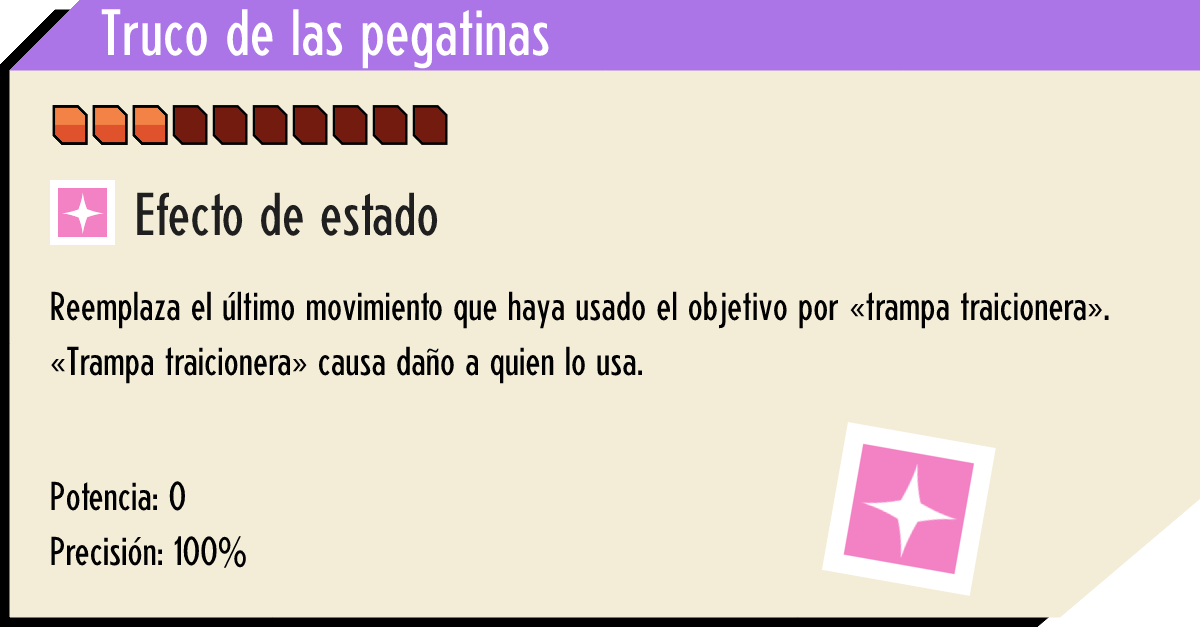 Truco de las pegatinas
Efecto de estado
Reemplaza el último movimiento que haya usado el objetivo por «trampa traicionera».
«Trampa traicionera» causa daño a quien lo usa.
Potencia: 0
Precisión: 100%